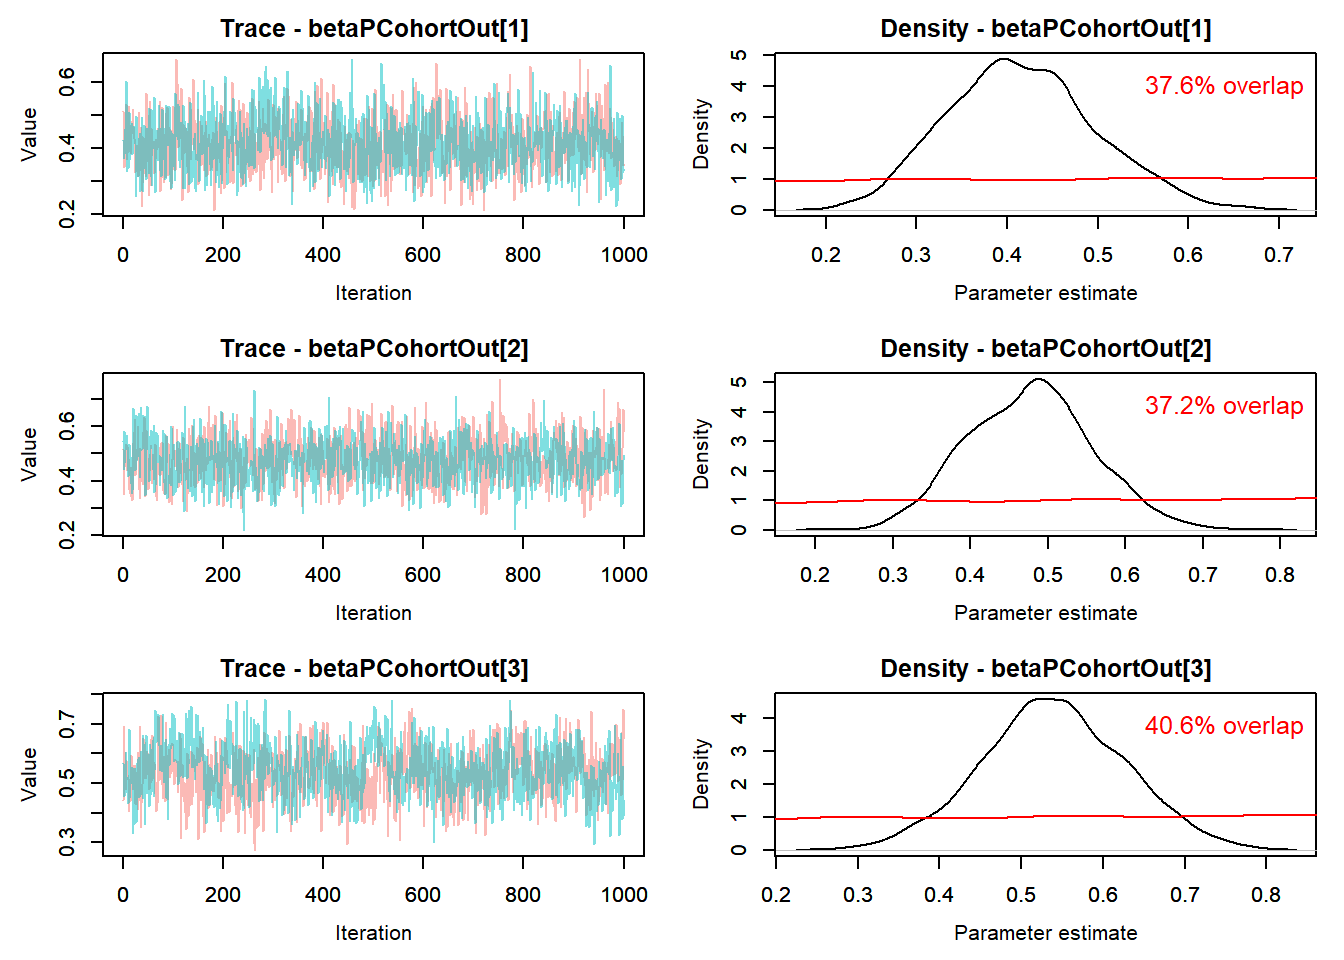 Trace - betaPCohortOut[1]
Value
0.2 0.4 0.6
0 200 400 600 800 1000
Iteration
Density - betaPCohortOut[1]
37.6% overlap
Density
0 1 2 3 4 5
0.2 0.3 0.4 0.5 0.6 0.7
Parameter estimate
Trace - betaPCohortOut[2]
Value
0.2 0.4 0.6
0 200 400 600 800 1000
Iteration
Density - betaPCohortOut[2]
37.2% overlap
Density
0 1 2 3 4 5
0.2 0.3 0.4 0.5 0.6 0.7 0.8
Parameter estimate
Trace - betaPCohortOut[3]
Value
0.3 0.5 0.7
0 200 400 600 800 1000
Iteration
Density - betaPCohortOut[3]
40.6% overlap
Density
0 1 2 3 4
0.2 0.3 0.4 0.5 0.6 0.7 0.8
Parameter estimate